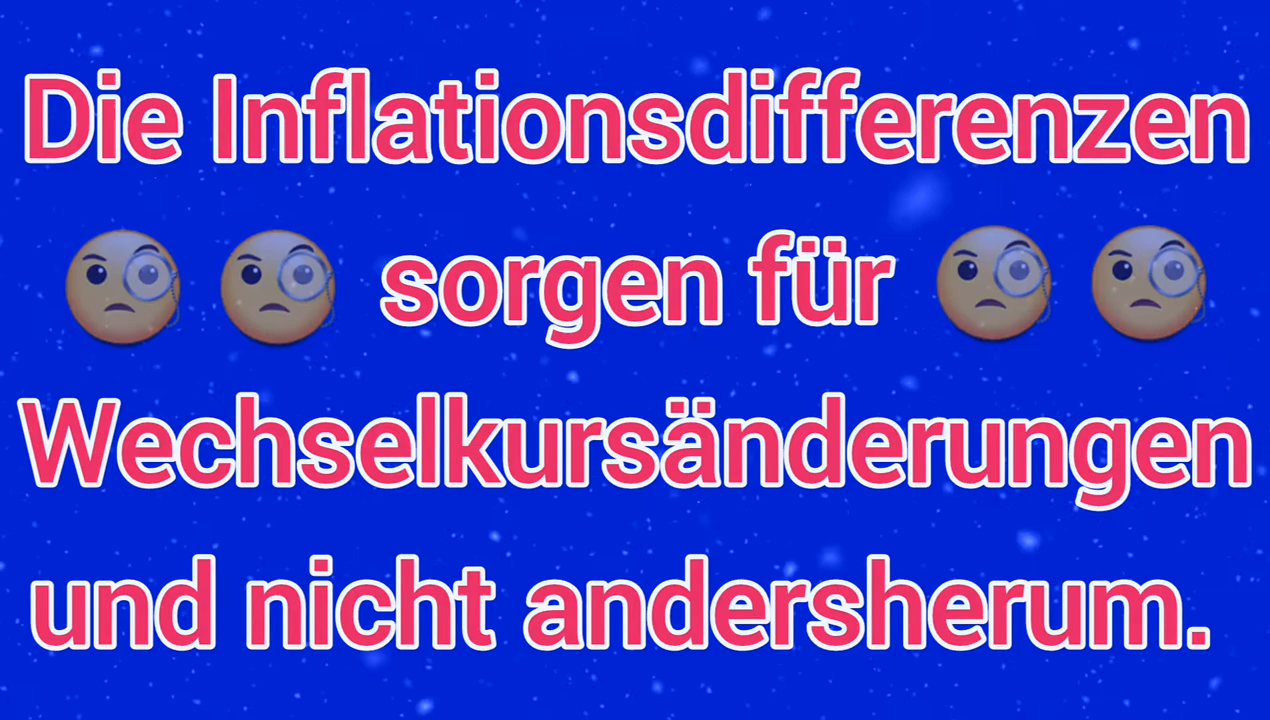 Die Inflationsdifferenzen
🧐🧐 sorgen für 🧐🧐
Wechselkursänderungen
und nicht andersherum.